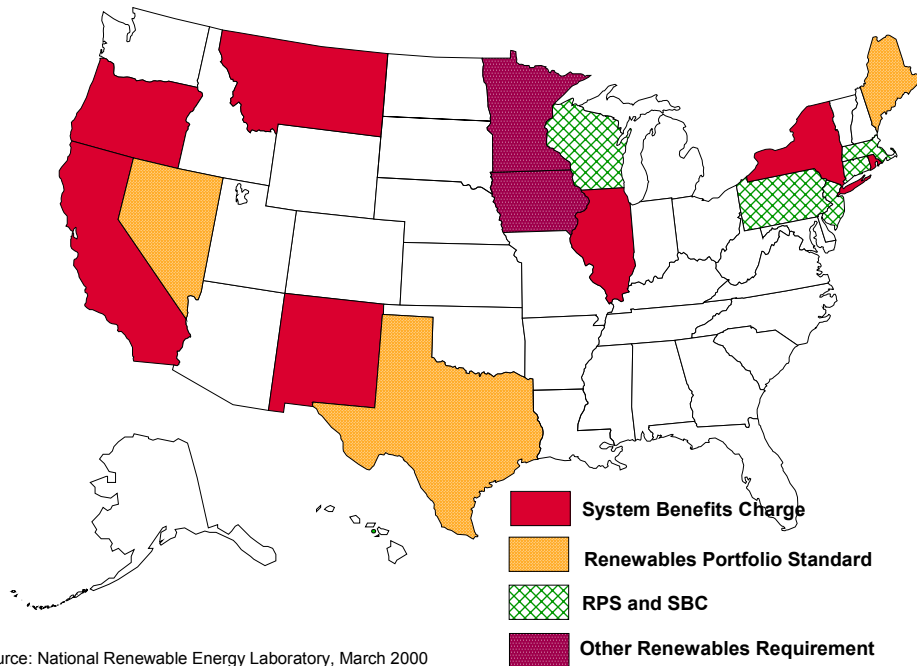 System Benefits Charge
Renewables Portfolio Standard
RPS and SBC
Other Renewables Requirement
urce: National Renewable Energy Laboratory, March 2000